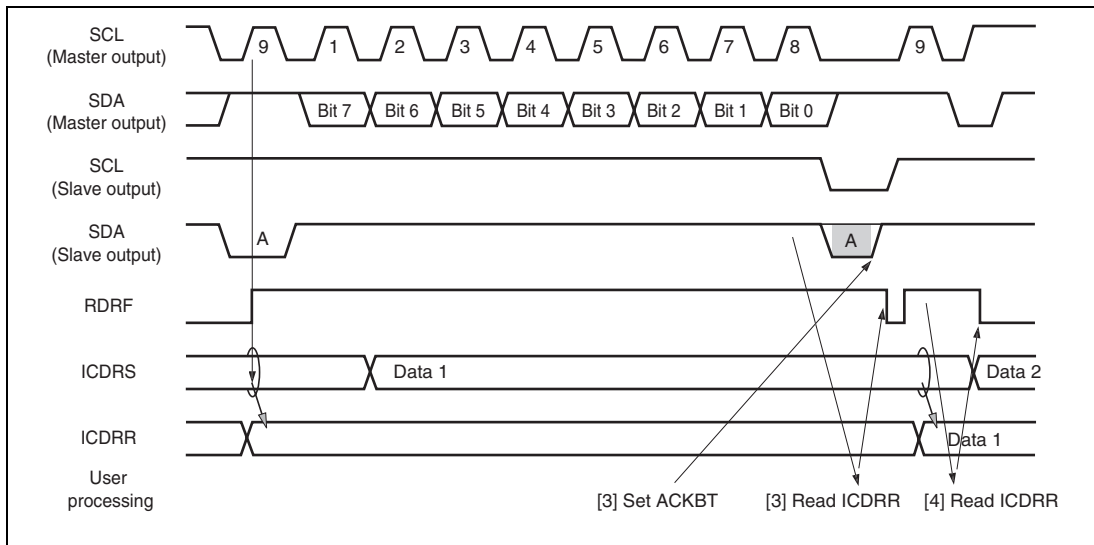 SCL
(Master output)
9 1 2 3 4 5 6 7 8 9
SDA
(Master output)
Bit 7 Bit 6 Bit 5 Bit 4 Bit 3 Bit 2 Bit 1 Bit 0
SCL
(Slave output)
SDA
(Slave output)
A A
RDRF
ICDRS
Data 1 Data 2
ICDRR
Data 1
User
processing
[3] Set ACKBT [3] Read ICDRR [4] Read ICDRR